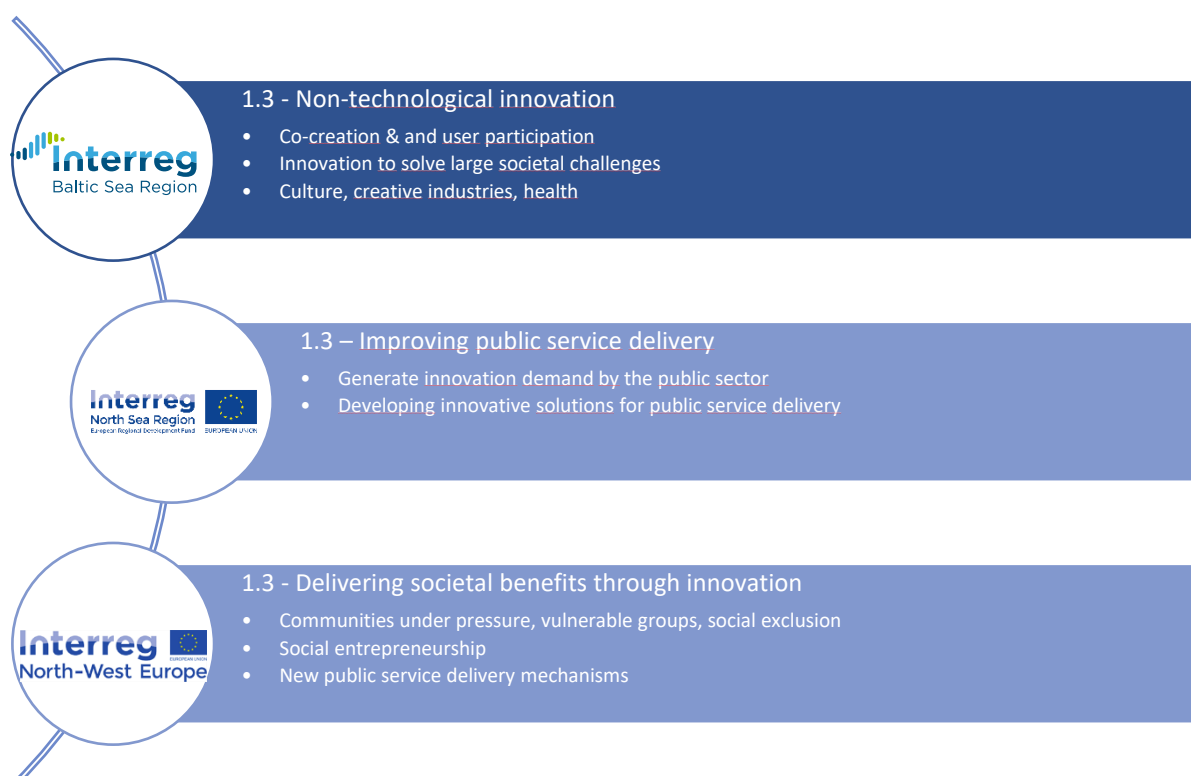 Interreg
Baltic Sea Region
1.3 - Non-technological innovation
• Co-creation & and user participation
• Innovation to solve large societal challenges
• Culture, creative industries, health
Interreg
North Sea Region
European Regional Development Fund
EUROPEAN UNION
1.3 – Improving public service delivery
• Generate innovation demand by the public sector
• Developing innovative solutions for public service delivery
Interreg
EUROPEAN UNION
North-West Europe
1.3 - Delivering societal benefits through innovation
• Communities under pressure, vulnerable groups, social exclusion
• Social entrepreneurship
• New public service delivery mechanisms